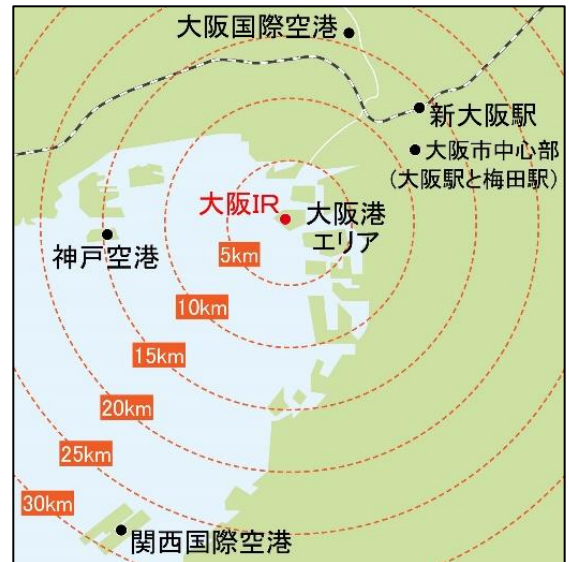 大阪国際空港
新大阪駅
大阪市中心部
(大阪駅と梅田駅)
大阪IR
大阪港
エリア
神戸空港
5km
10km
15km
20km
25km
30km
関西国際空港